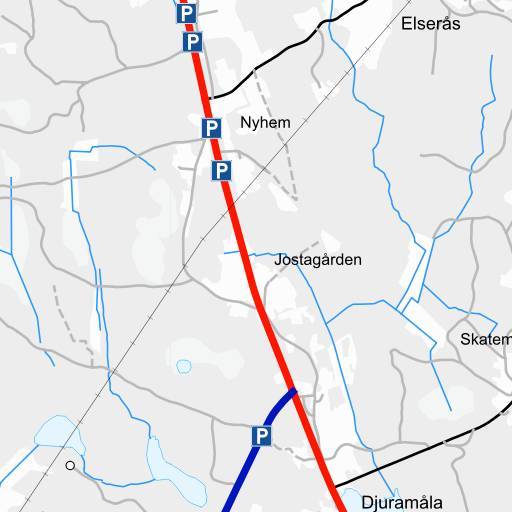 P
Elserås
P
Nyhem
P
P
Jostagården
Skatem
P
Djuramåla